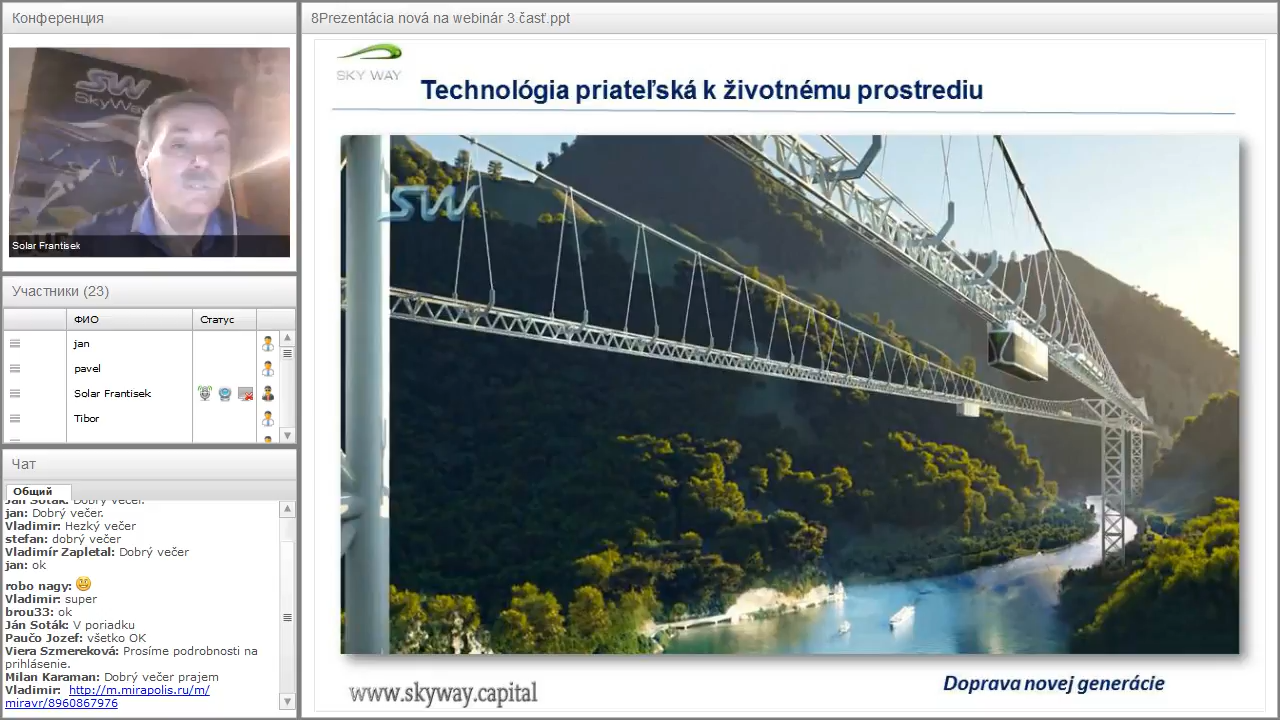 Конференция
SW
SkyWay
Solar Frantisek
Участники (23)
ФИО
Статус
jan
pavel
Solar Frantisek
Tibor
Чат
Общий
Ján Soták: Dobrý večer.
jan: Dobrý večer.
Vladimir: Hezký večer
stefan: dobrý večer
Vladimír Zapletal: Dobrý večer
jan: ok
robo nagy:
Vladimir: super
brou33: ok
Ján Soták: V poriadku
Paučo Jozef: všetko OK
Viera Szmereková: Prosíme podrobnosti na
prihlásenie.
Milan Karaman: Dobrý večer prajem
Vladimir: http://m.mirapolis.ru/m/
miravr/8960867976
8Prezentácia nová na webinár 3.časť.ppt
SKY WAY
Technológia priateľská k životnému prostrediu
SW
www.skyway.capital
Doprava novej generácie